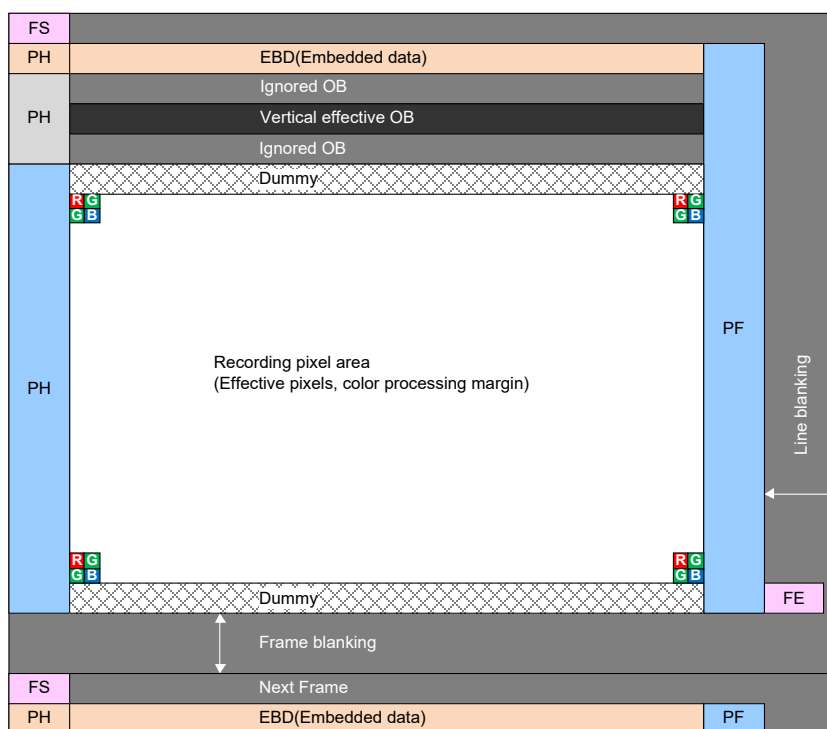 FS
PH EBD(Embedded data)
Ignored OB
PH Vertical effective OB
Ignored OB
Dummy
R G R G
G B G B
PF
Recording pixel area
(Effective pixels, color processing margin)
PH
Line blanking
R G R G
G B G B
Dummy FE
Frame blanking
FS Next Frame
PH EBD(Embedded data) PF